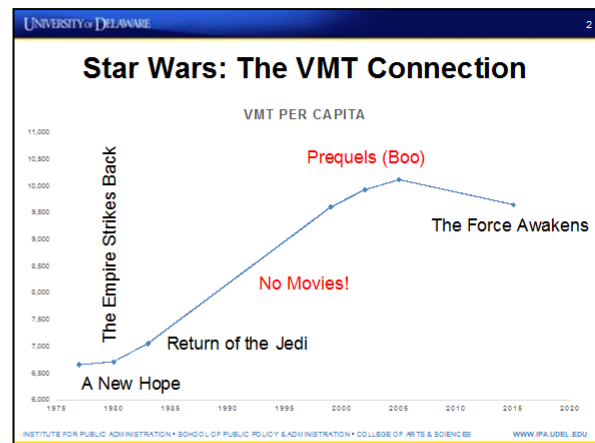 UNIVERSITY OF DELAWARE
2
Star Wars: The VMT Connection
VMT PER CAPITA
11,000
10,500
10,000
9,500
9,000
8,500
8,000
7,500
7,000
6,500
6,000
The Empire Strikes Back
Prequels (Boo)
The Force Awakens
No Movies!
Return of the Jedi
A New Hope
1975 1980 1985 1990 1995 2000 2005 2010 2015 2020
INSTITUTE FOR PUBLIC ADMINISTRATION • SCHOOL OF PUBLIC POLICY & ADMINISTRATION • COLLEGE OF ARTS & SCIENCES WWW.IPA.UDEL.EDU